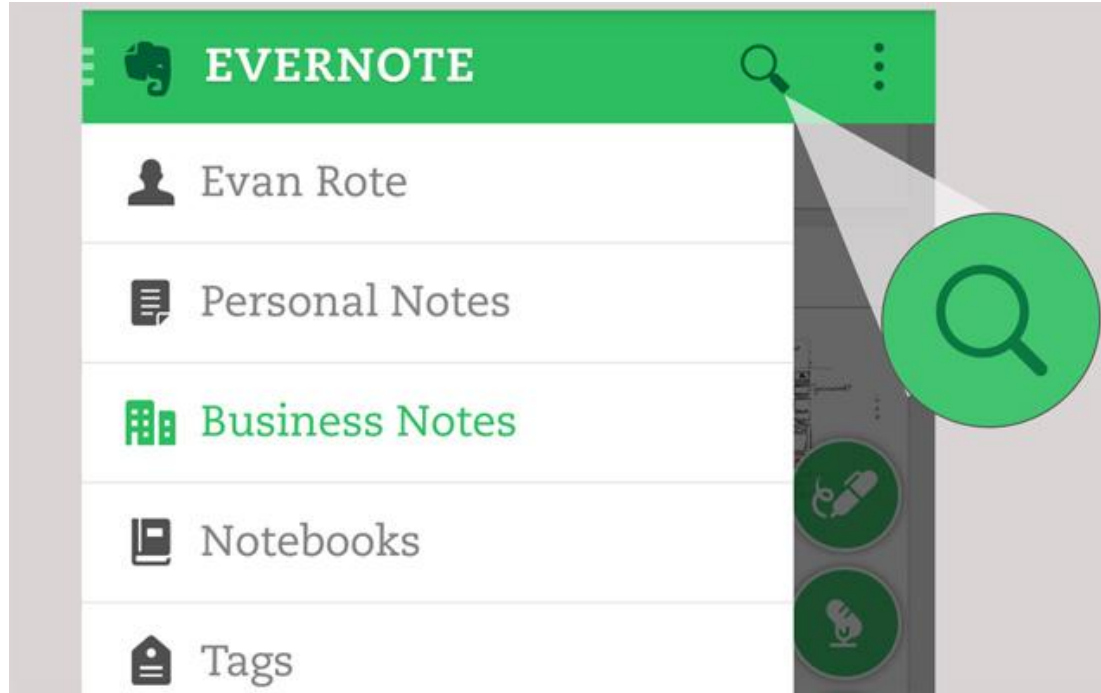 EVERNOTE
Evan Rote
Personal Notes
Business Notes
Notebooks
Tags